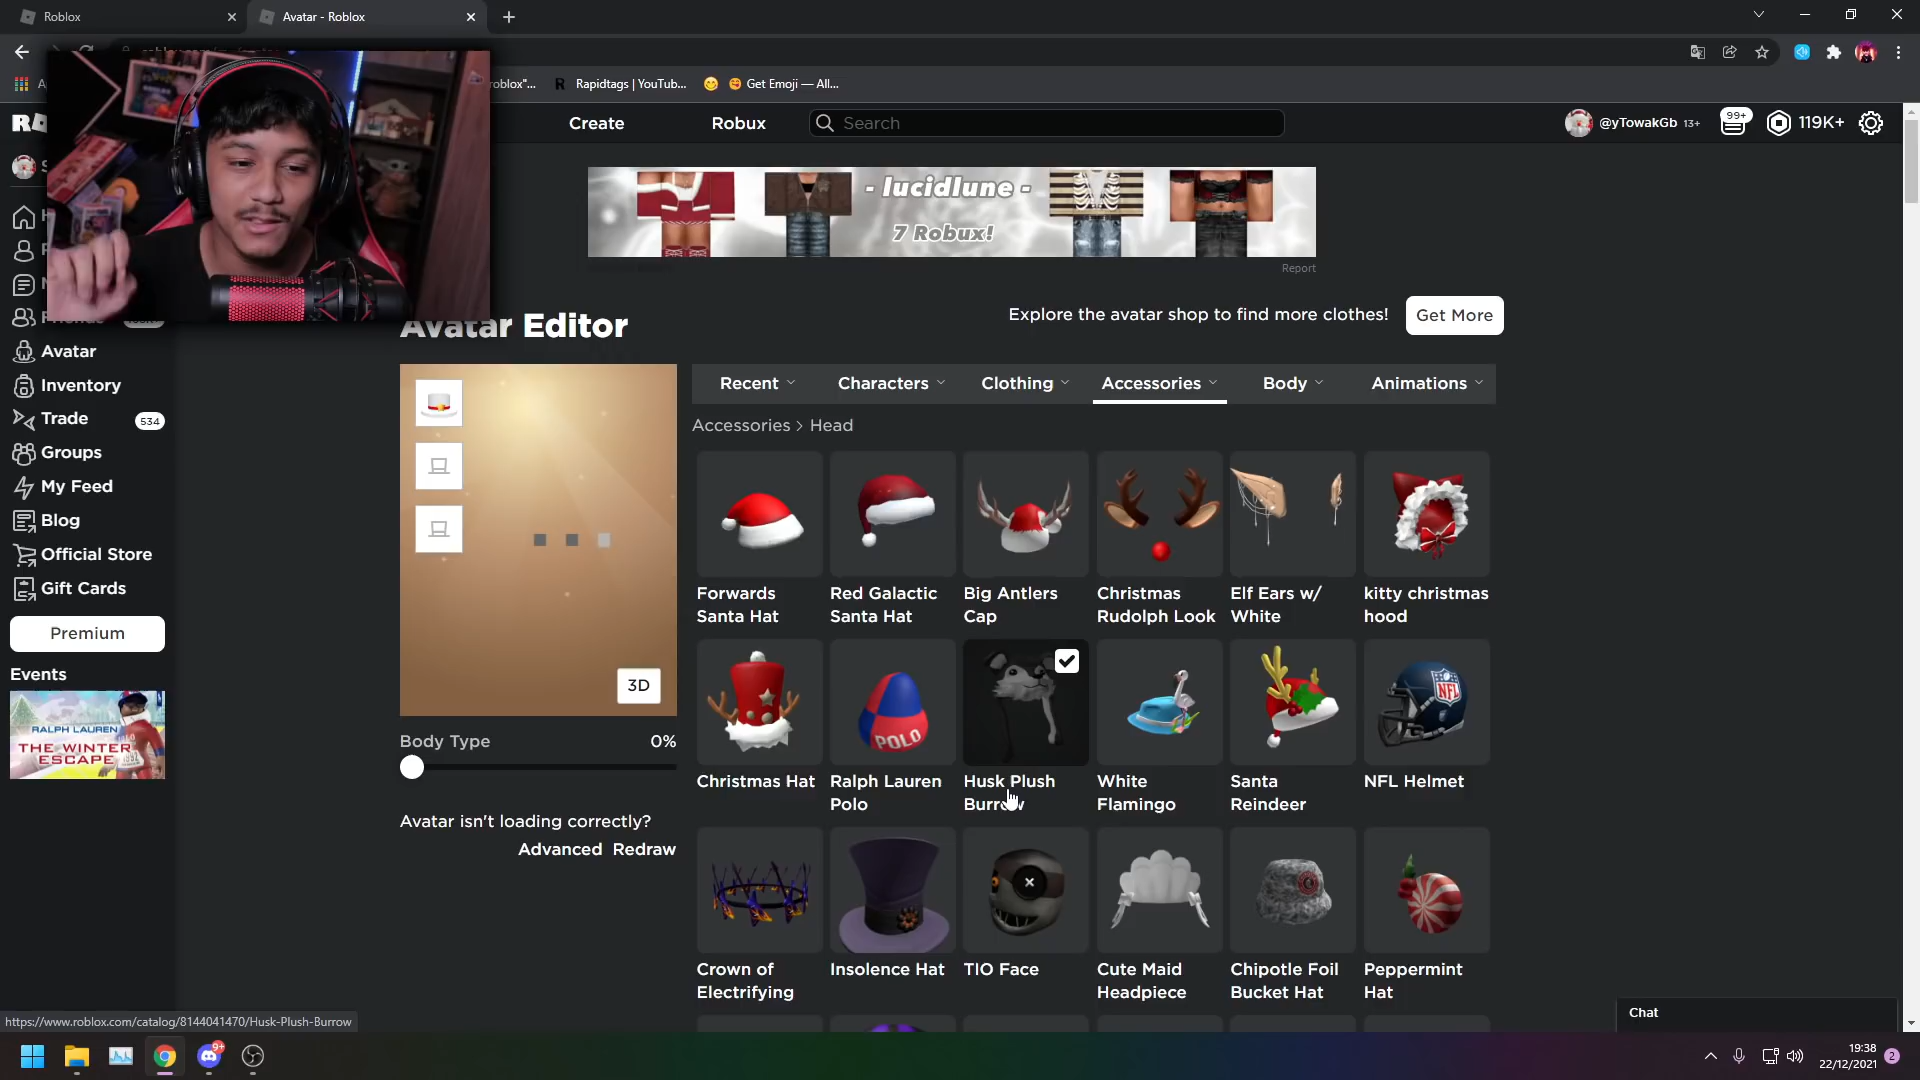 Roblox
Avatar - Roblox
roblox"...
Rapidtags | YouTub...
Get Emoji — All...
Create
Robux
Search
@yTowakGb 13+
99+
119K+
- lucidlune -
7 Robux!
Report
Avatar Editor
Explore the avatar shop to find more clothes!
Get More
Avatar
Inventory
Trade
534
Groups
My Feed
Blog
Official Store
Gift Cards
Premium
Events
RALPH LAUREN
THE WINTER
ESCAPE
3D
Body Type
0%
Avatar isn't loading correctly?
Advanced Redraw
Recent
Characters
Clothing
Accessories
Body
Animations
Accessories > Head
Forwards
Santa Hat
Red Galactic
Santa Hat
Big Antlers
Cap
Christmas
Rudolph Look
Elf Ears w/
White
kitty christmas
hood
POLO
NFL
Christmas Hat
Ralph Lauren
Polo
Husk Plush
Burrow
White
Flamingo
Santa
Reindeer
NFL Helmet
Crown of
Electrifying
Insolence Hat
TIO Face
Cute Maid
Headpiece
Chipotle Foil
Bucket Hat
Peppermint
Hat
Chat
https://www.roblox.com/catalog/8144041470/Husk-Plush-Burrow
9+
19:38
22/12/2021
2